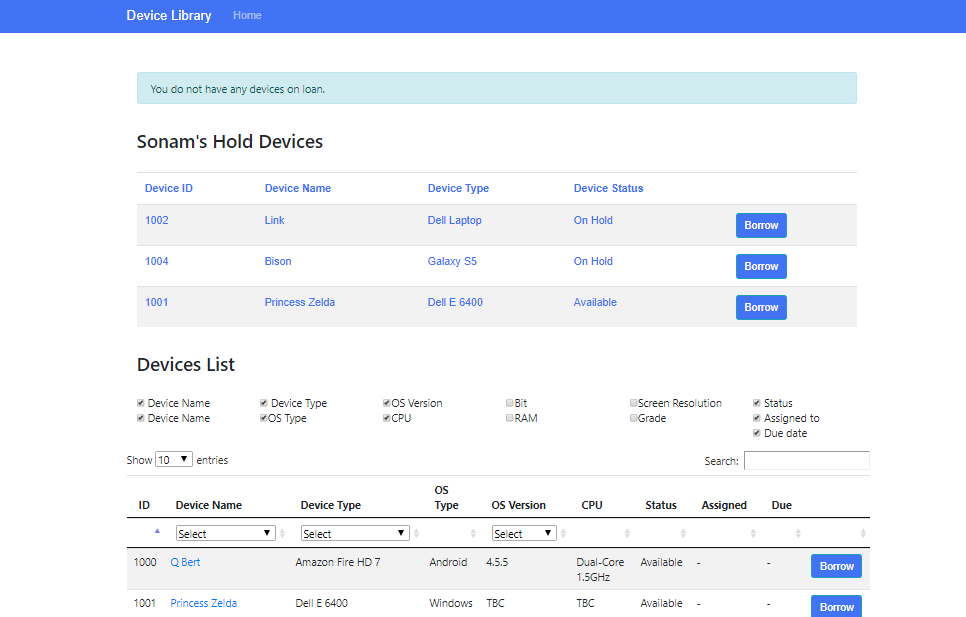 Device Library Home
You do not have any devices on loan.
Sonam's Hold Devices
Device ID Device Name Device Type Device Status
1002 Link Dell Laptop On Hold Borrow
1004 Bison Galaxy S5 On Hold Borrow
1001 Princess Zelda Dell E 6400 Available Borrow
Devices List
Device Name Device Type OS Version Bit Screen Resolution Status
Device Name OS Type CPU RAM Grade Assigned to
Due date
Show 10 entries Search:
OS
ID Device Name Device Type Type OS Version CPU Status Assigned Due
Select Select Select
1000 Q Bert Amazon Fire HD 7 Android 4.5.5 Dual-Core Available - - Borrow
1.5GHz
1001 Princess Zelda Dell E 6400 Windows TBC TBC Available - - Borrow